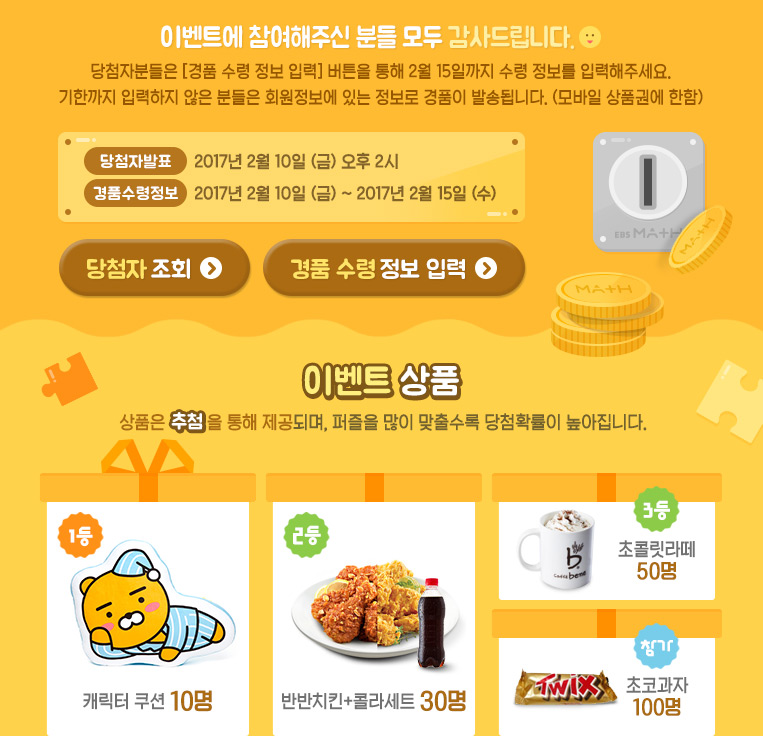 이벤트에 참여해주신 분들 모두 감사드립니다.
당첨자분들은 [경품 수령 정보 입력] 버튼을 통해 2월 15일까지 수령 정보를 입력해주세요.
기한까지 입력하지 않은 분들은 회원정보에 있는 정보로 경품이 발송됩니다. (모바일 상품권에 한함)
당첨자발표 2017년 2월 10일 (금) 오후 2시
경품수령정보 2017년 2월 10일 (금) ~ 2017년 2월 15일 (수)
EBS MATH
당첨자 조회
경품 수령 정보 입력
MATH
이벤트 상품
상품은 추첨을 통해 제공되며, 퍼즐을 많이 맞출수록 당첨확률이 높아집니다.
1등
캐릭터 쿠션 10명
2등
반반치킨+콜라세트 30명
3등
b
Caffé bene
초콜릿라떼
50명
참가
TWIX
초코과자
100명